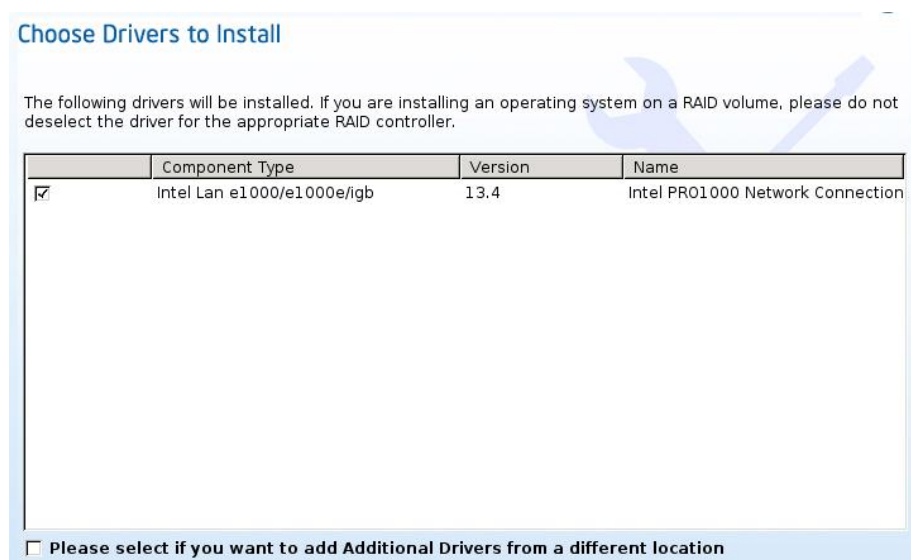 Choose Drivers to Install
The following drivers will be installed. If you are installing an operating system on a RAID volume, please do not
deselect the driver for the appropriate RAID controller.
Component Type Version Name
Intel Lan e1000/e1000e/igb 13.4 Intel PRO1000 Network Connection
Please select if you want to add Additional Drivers from a different location